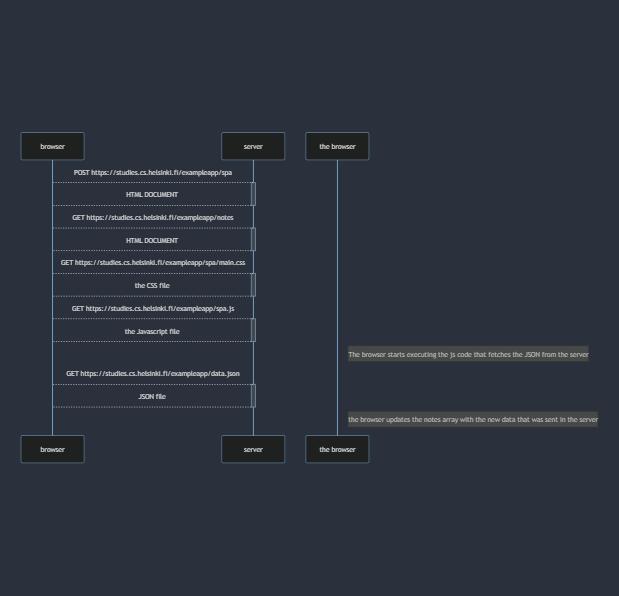 browser
server
the browser
POST https://studies.cs.helsinki.fi/exampleapp/spa
HTML DOCUMENT
GET https://studies.cs.helsinki.fi/exampleapp/notes
HTML DOCUMENT
GET https://studies.cs.helsinki.fi/exampleapp/spa/main.css
the CSS file
GET https://studies.cs.helsinki.fi/exampleapp/spa.js
the Javascript file
The browser starts executing the js code that fetches the JSON from the server
GET https://studies.cs.helsinki.fi/exampleapp/data.json
JSON file
the browser updates the notes array with the new data that was sent in the server
browser
server
the browser